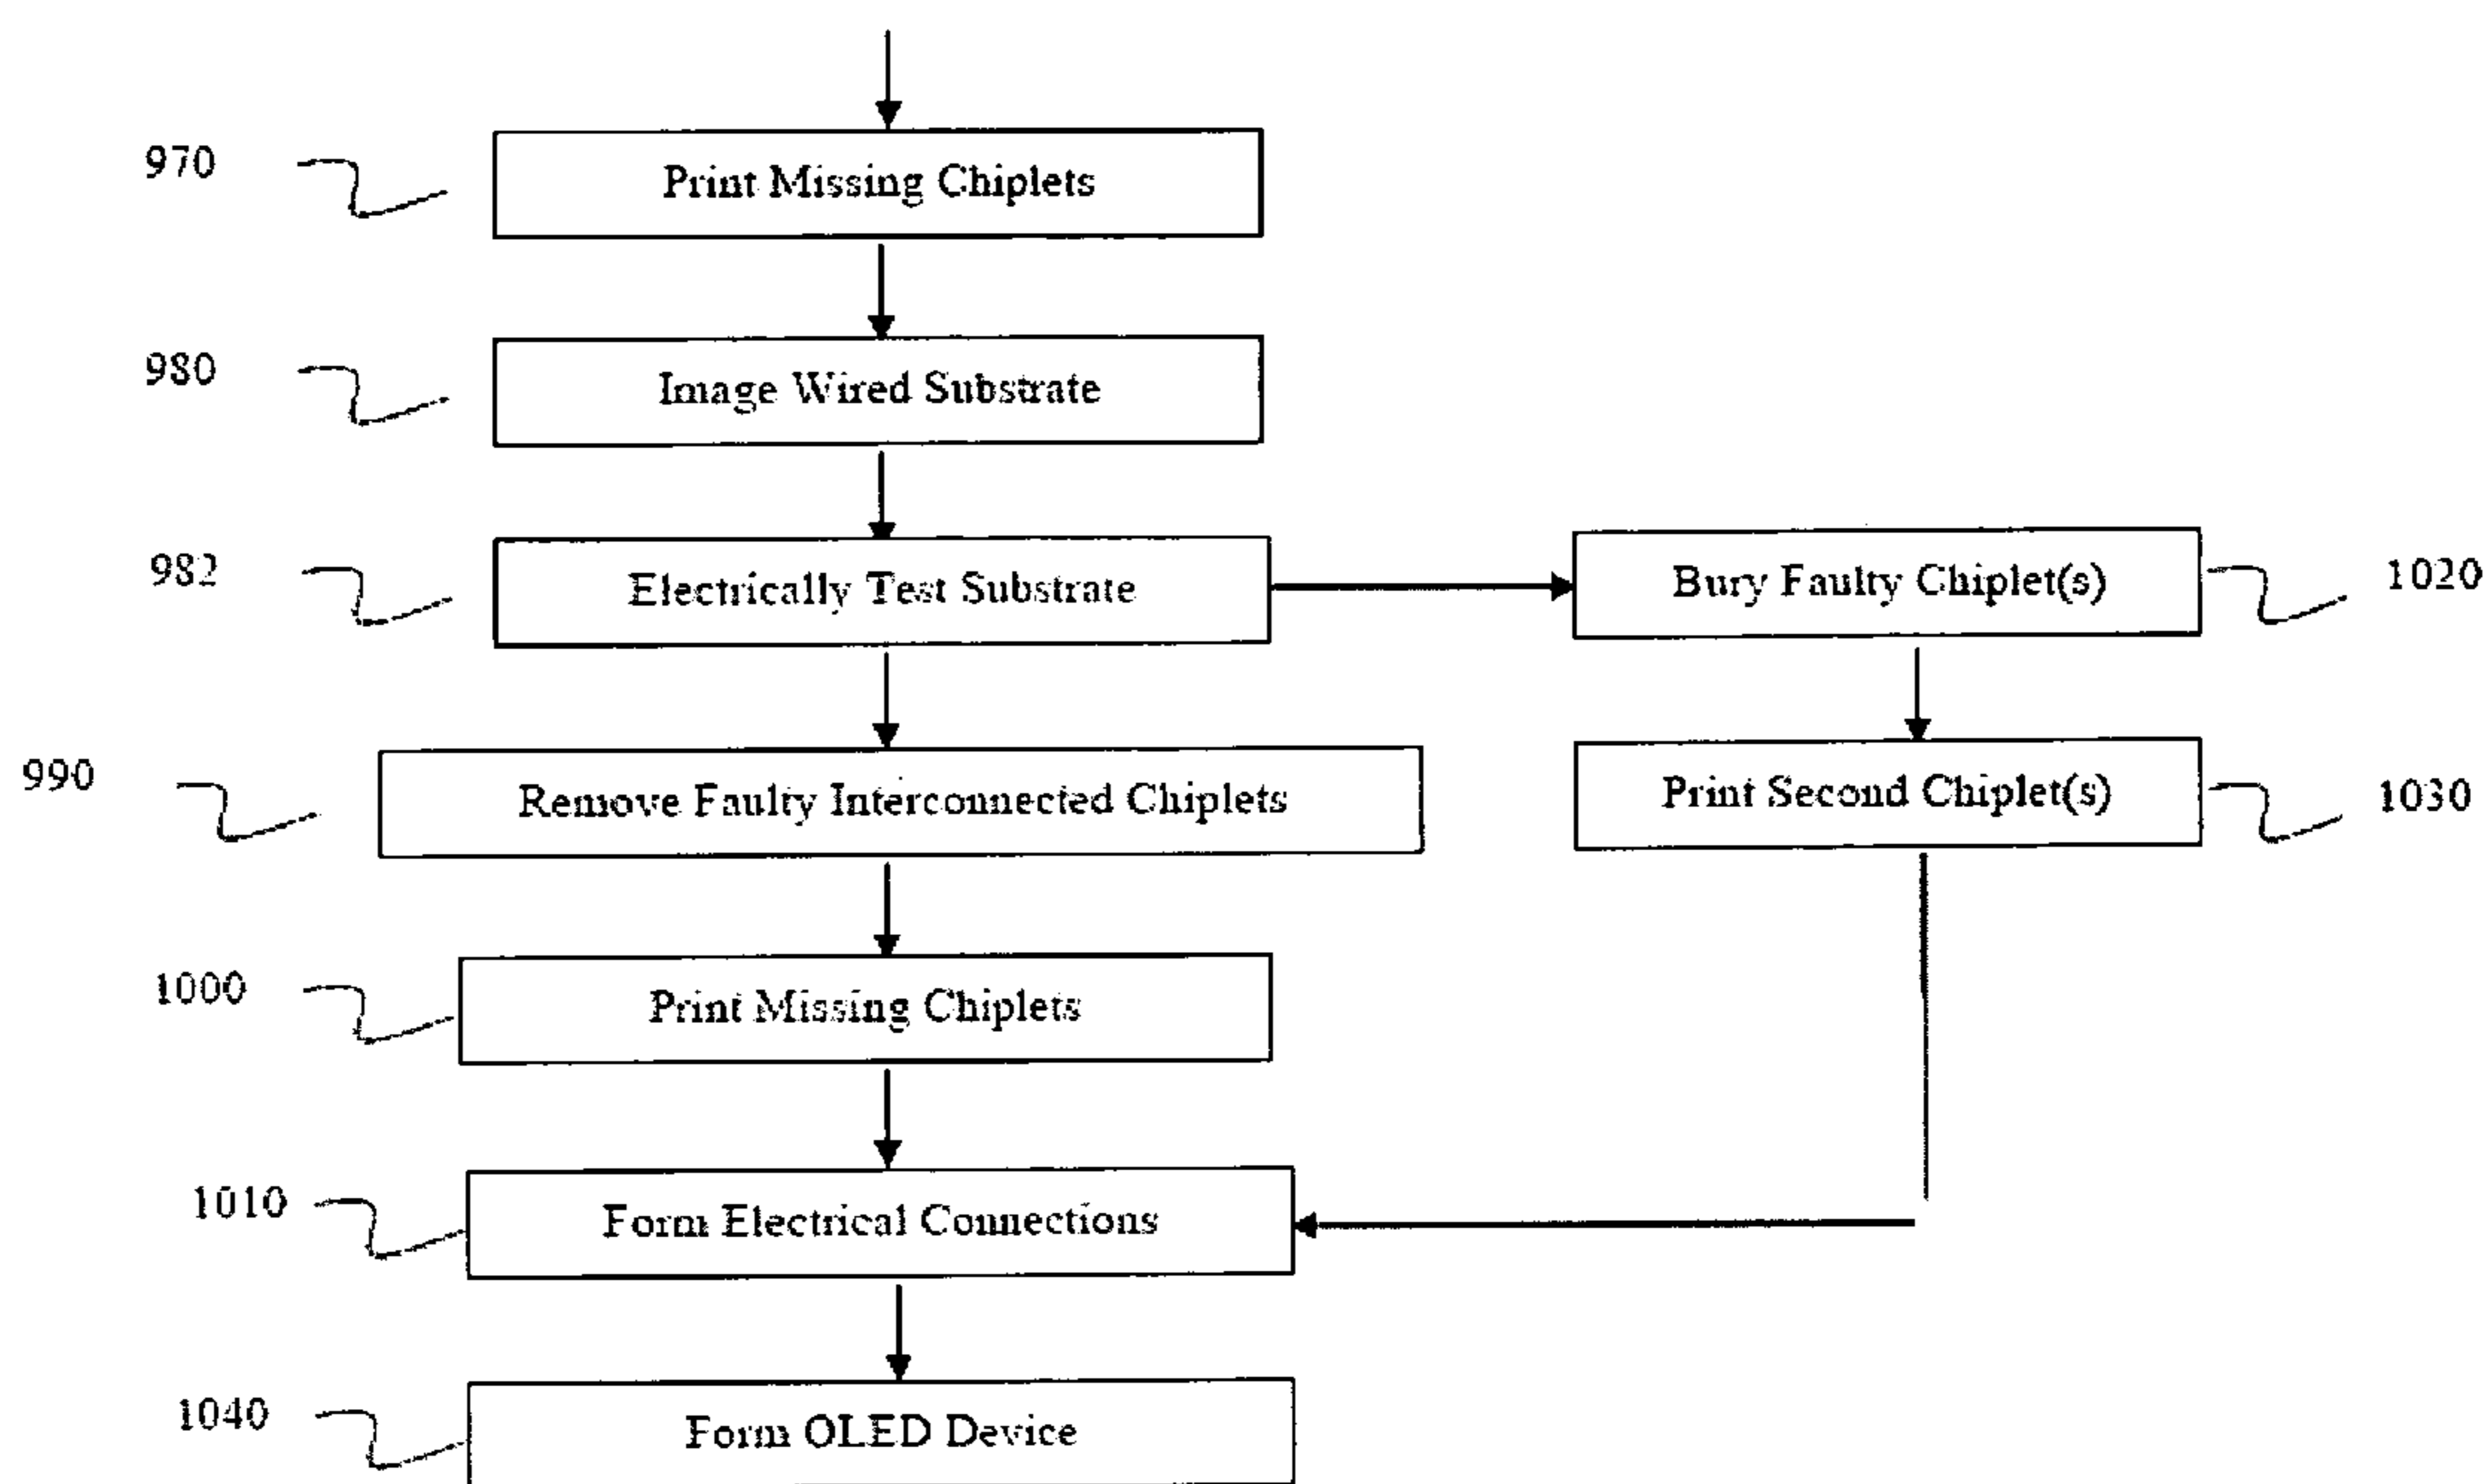 970
Print Missing Chiplets
980
Image Wired Substrate
982
Electrically Test Substrate
Bury Faulty Chiplet(s)
1020
990
Remove Faulty Interconnected Chiplets
Print Second Chiplet(s)
1030
1000
Print Missing Chiplets
1010
Form Electrical Connections
1040
Form OLED Device